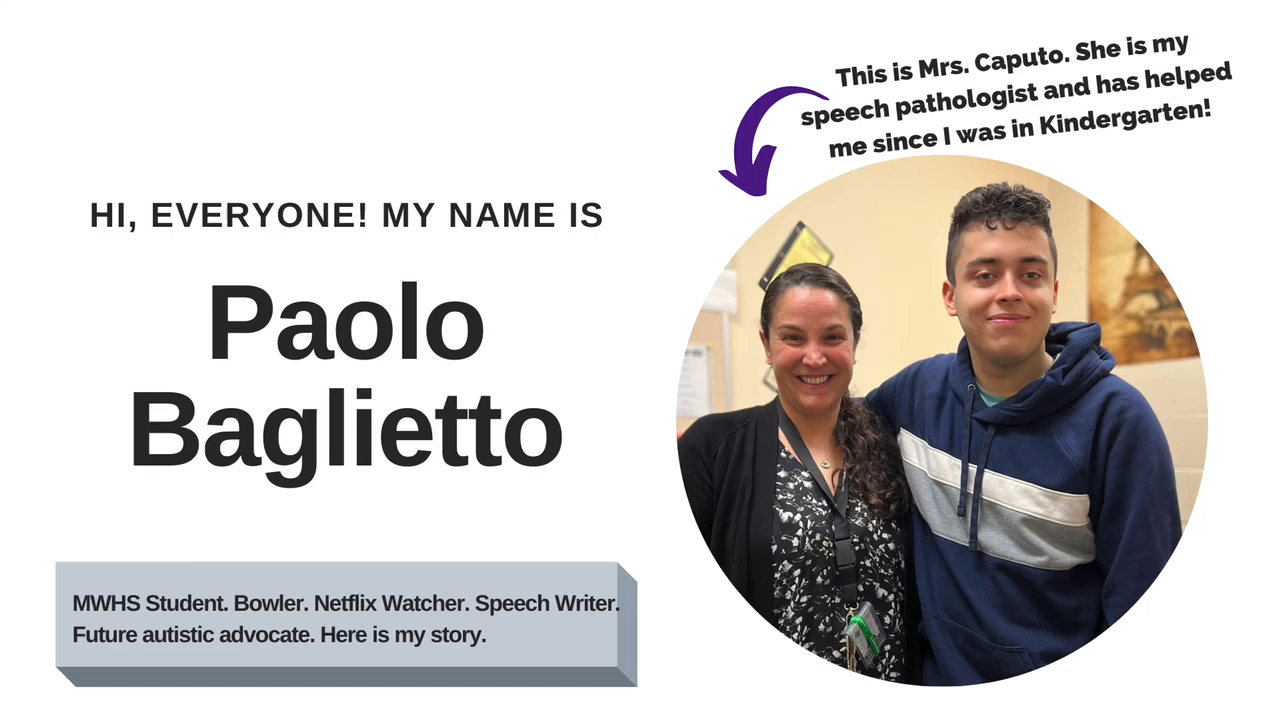 This is Mrs. Caputo. She is my
speech pathologist and has helped
me since I was in Kindergarten!
HI, EVERYONE! MY NAME IS
Paolo
Baglietto
MWHS Student. Bowler. Netflix Watcher. Speech Writer.
Future autistic advocate. Here is my story.